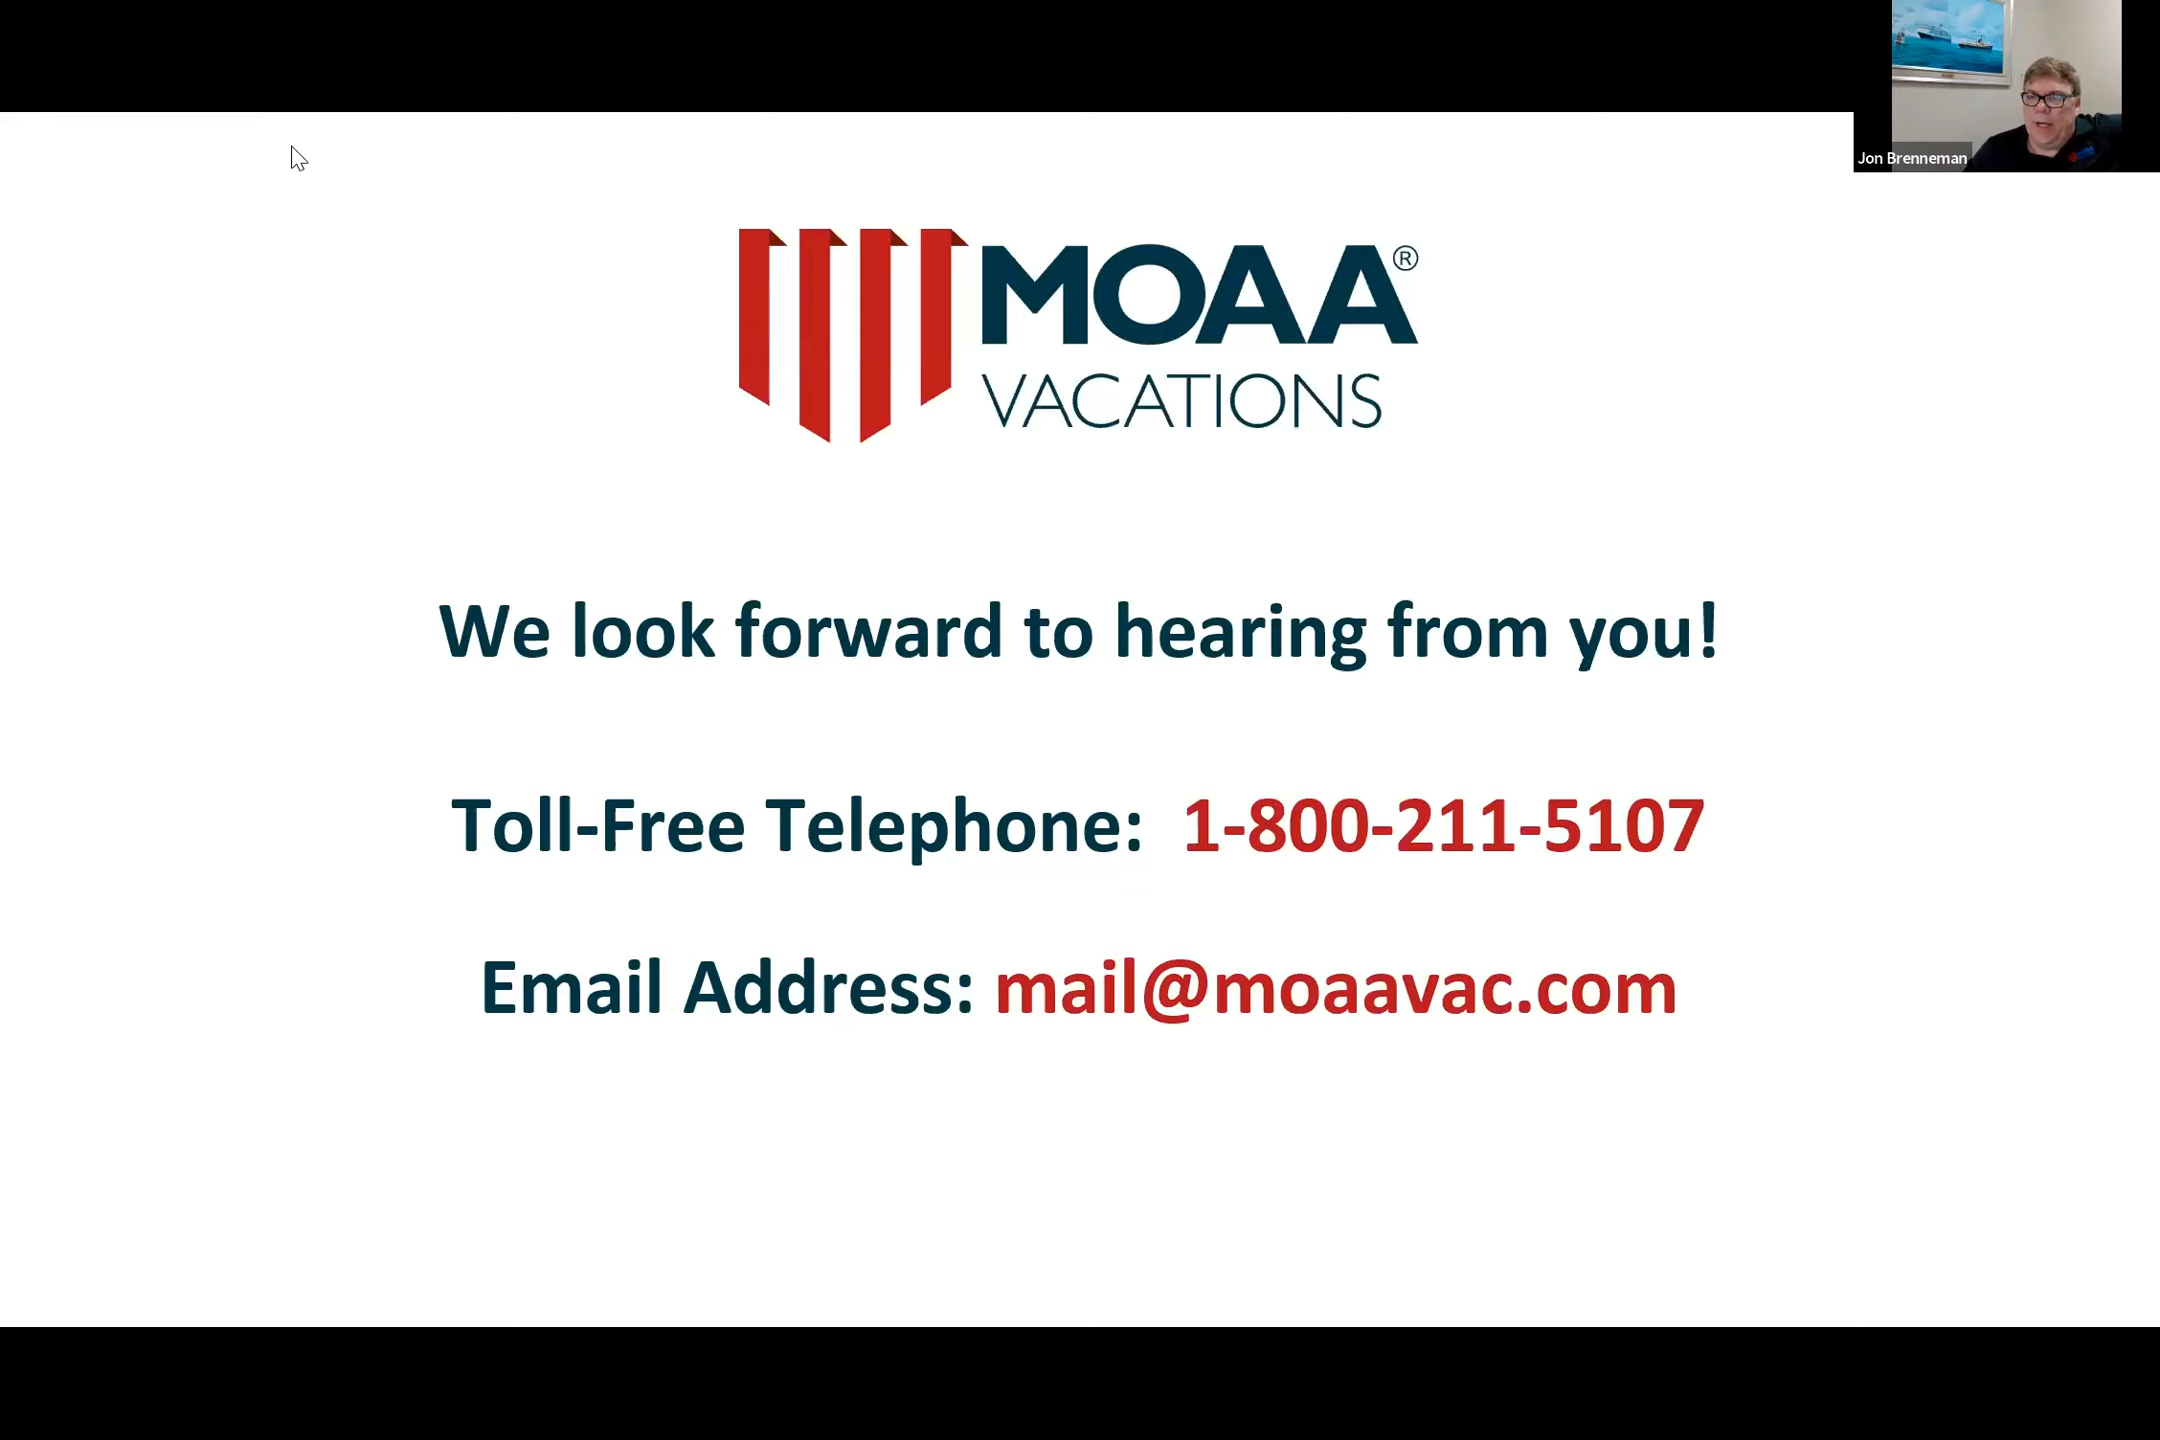 Jon Brenneman
MOAA®
VACATIONS
We look forward to hearing from you!
Toll-Free Telephone: 1-800-211-5107
Email Address: mail@moaavac.com